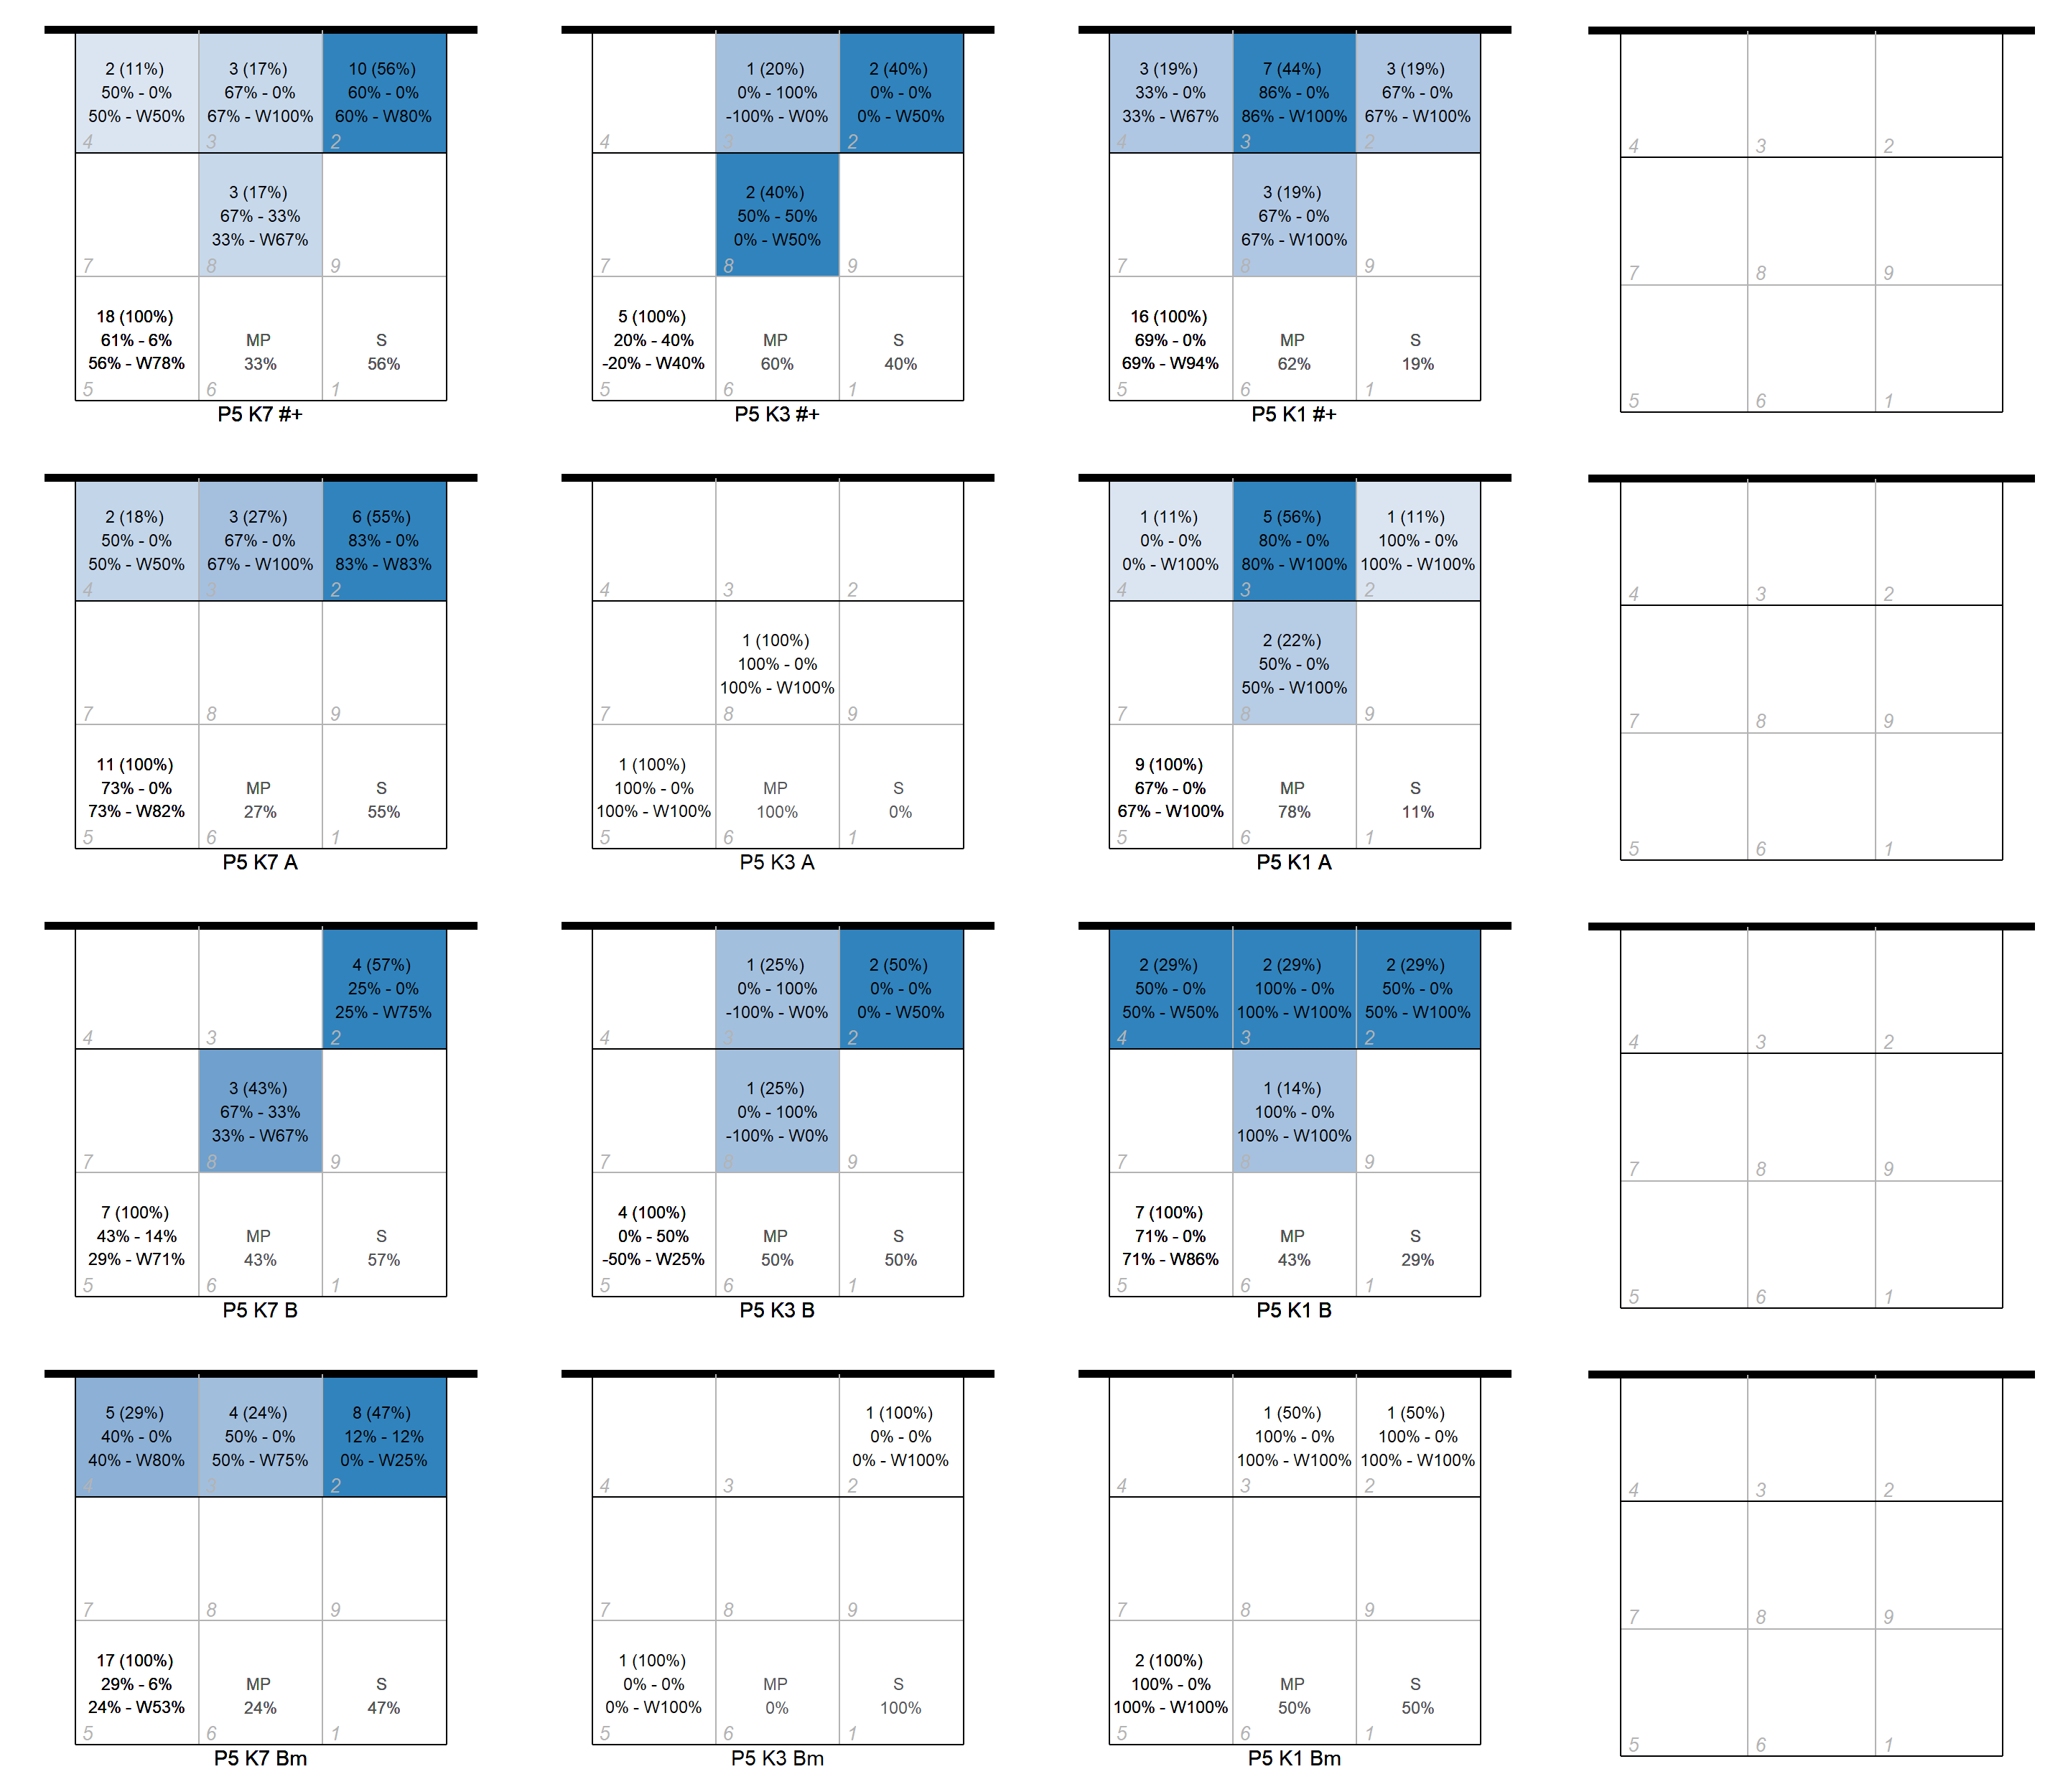 2 (11%)
50% - 0%
50% - W50%
4
3 (17%)
67% - 0%
67% - W100%
3
10 (56%)
60% - 0%
60% - W80%
2
7
3 (17%)
67% - 33%
33% - W67%
8
9
18 (100%)
61% - 6%
56% - W78%
5
MP
33%
6
S
56%
1
P5 K7 #+
4
1 (20%)
0% - 100%
-100% - W0%
3
2 (40%)
0% - 0%
0% - W50%
2
7
2 (40%)
50% - 50%
0% - W50%
8
9
5 (100%)
20% - 40%
-20% - W40%
5
MP
60%
6
S
40%
1
P5 K3 #+
3 (19%)
33% - 0%
33% - W67%
4
7 (44%)
86% - 0%
86% - W100%
3
3 (19%)
67% - 0%
67% - W100%
2
7
3 (19%)
67% - 0%
67% - W100%
8
9
16 (100%)
69% - 0%
69% - W94%
5
MP
62%
6
S
19%
1
P5 K1 #+
4
3
2
7
8
9
5
6
1
2 (18%)
50% - 0%
50% - W50%
4
3 (27%)
67% - 0%
67% - W100%
3
6 (55%)
83% - 0%
83% - W83%
2
7
8
9
11 (100%)
73% - 0%
73% - W82%
5
MP
27%
6
S
55%
1
P5 K7 A
4
3
2
7
1 (100%)
100% - 0%
100% - W100%
8
9
1 (100%)
100% - 0%
100% - W100%
5
MP
100%
6
S
0%
1
P5 K3 A
1 (11%)
0% - 0%
0% - W100%
4
5 (56%)
80% - 0%
80% - W100%
3
1 (11%)
100% - 0%
100% - W100%
2
7
2 (22%)
50% - 0%
50% - W100%
8
9
9 (100%)
67% - 0%
67% - W100%
5
MP
78%
6
S
11%
1
P5 K1 A
4
3
2
7
8
9
5
6
1
4
3
4 (57%)
25% - 0%
25% - W75%
2
7
3 (43%)
67% - 33%
33% - W67%
8
9
7 (100%)
43% - 14%
29% - W71%
5
MP
43%
6
S
57%
1
P5 K7 B
4
1 (25%)
0% - 100%
-100% - W0%
3
2 (50%)
0% - 0%
0% - W50%
2
7
1 (25%)
0% - 100%
-100% - W0%
8
9
4 (100%)
0% - 50%
-50% - W25%
5
MP
50%
6
S
50%
1
P5 K3 B
2 (29%)
50% - 0%
50% - W50%
4
2 (29%)
100% - 0%
100% - W100%
3
2 (29%)
50% - 0%
50% - W100%
2
7
1 (14%)
100% - 0%
100% - W100%
8
9
7 (100%)
71% - 0%
71% - W86%
5
MP
43%
6
S
29%
1
P5 K1 B
4
3
2
7
8
9
5
6
1
5 (29%)
40% - 0%
40% - W80%
4
4 (24%)
50% - 0%
50% - W75%
3
8 (47%)
12% - 12%
0% - W25%
2
7
8
9
17 (100%)
29% - 6%
24% - W53%
5
MP
24%
6
S
47%
1
P5 K7 Bm
4
3
1 (100%)
0% - 0%
0% - W100%
2
7
8
9
1 (100%)
0% - 0%
0% - W100%
5
MP
0%
6
S
100%
1
P5 K3 Bm
4
1 (50%)
100% - 0%
100% - W100%
3
1 (50%)
100% - 0%
100% - W100%
2
7
8
9
2 (100%)
100% - 0%
100% - W100%
5
MP
50%
6
S
50%
1
P5 K1 Bm
4
3
2
7
8
9
5
6
1